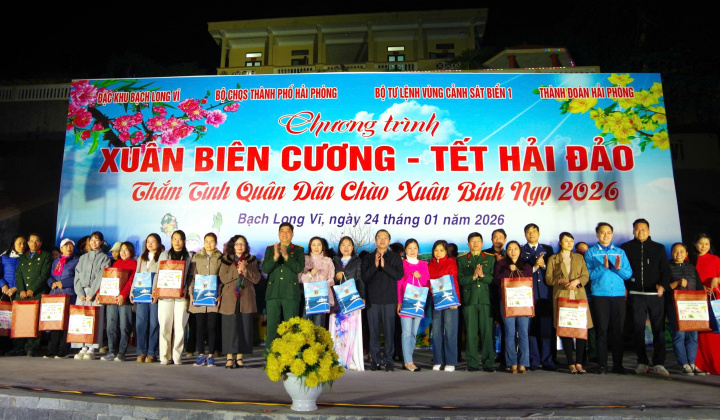 ĐẶC KHU BẠCH LONG VĨ
BỘ CHQS THÀNH PHỐ HẢI PHÒNG
BỘ TƯ LỆNH VÙNG CẢNH SÁT BIỂN 1
THÀNH ĐOÀN HẢI PHÒNG
Chương trình
XUÂN BIÊN CƯƠNG - TẾT HẢI ĐẢO
Thắm Tình Quân Dân Chào Xuân Bính Ngọ 2026
Bạch Long Vĩ, ngày 24 tháng 01 năm 2026